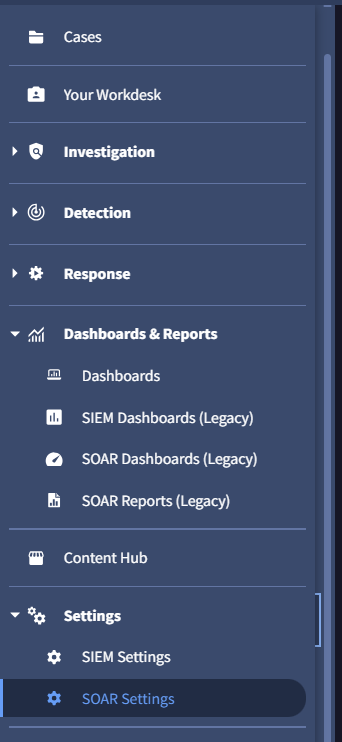 Cases
Your Workdesk
Investigation
Detection
Response
Dashboards & Reports
Dashboards
SIEM Dashboards (Legacy)
SOAR Dashboards (Legacy)
SOAR Reports (Legacy)
Content Hub
Settings
SIEM Settings
SOAR Settings